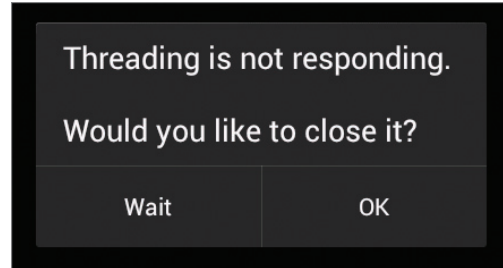 Threading is not responding.
Would you like to close it?
Wait
OK